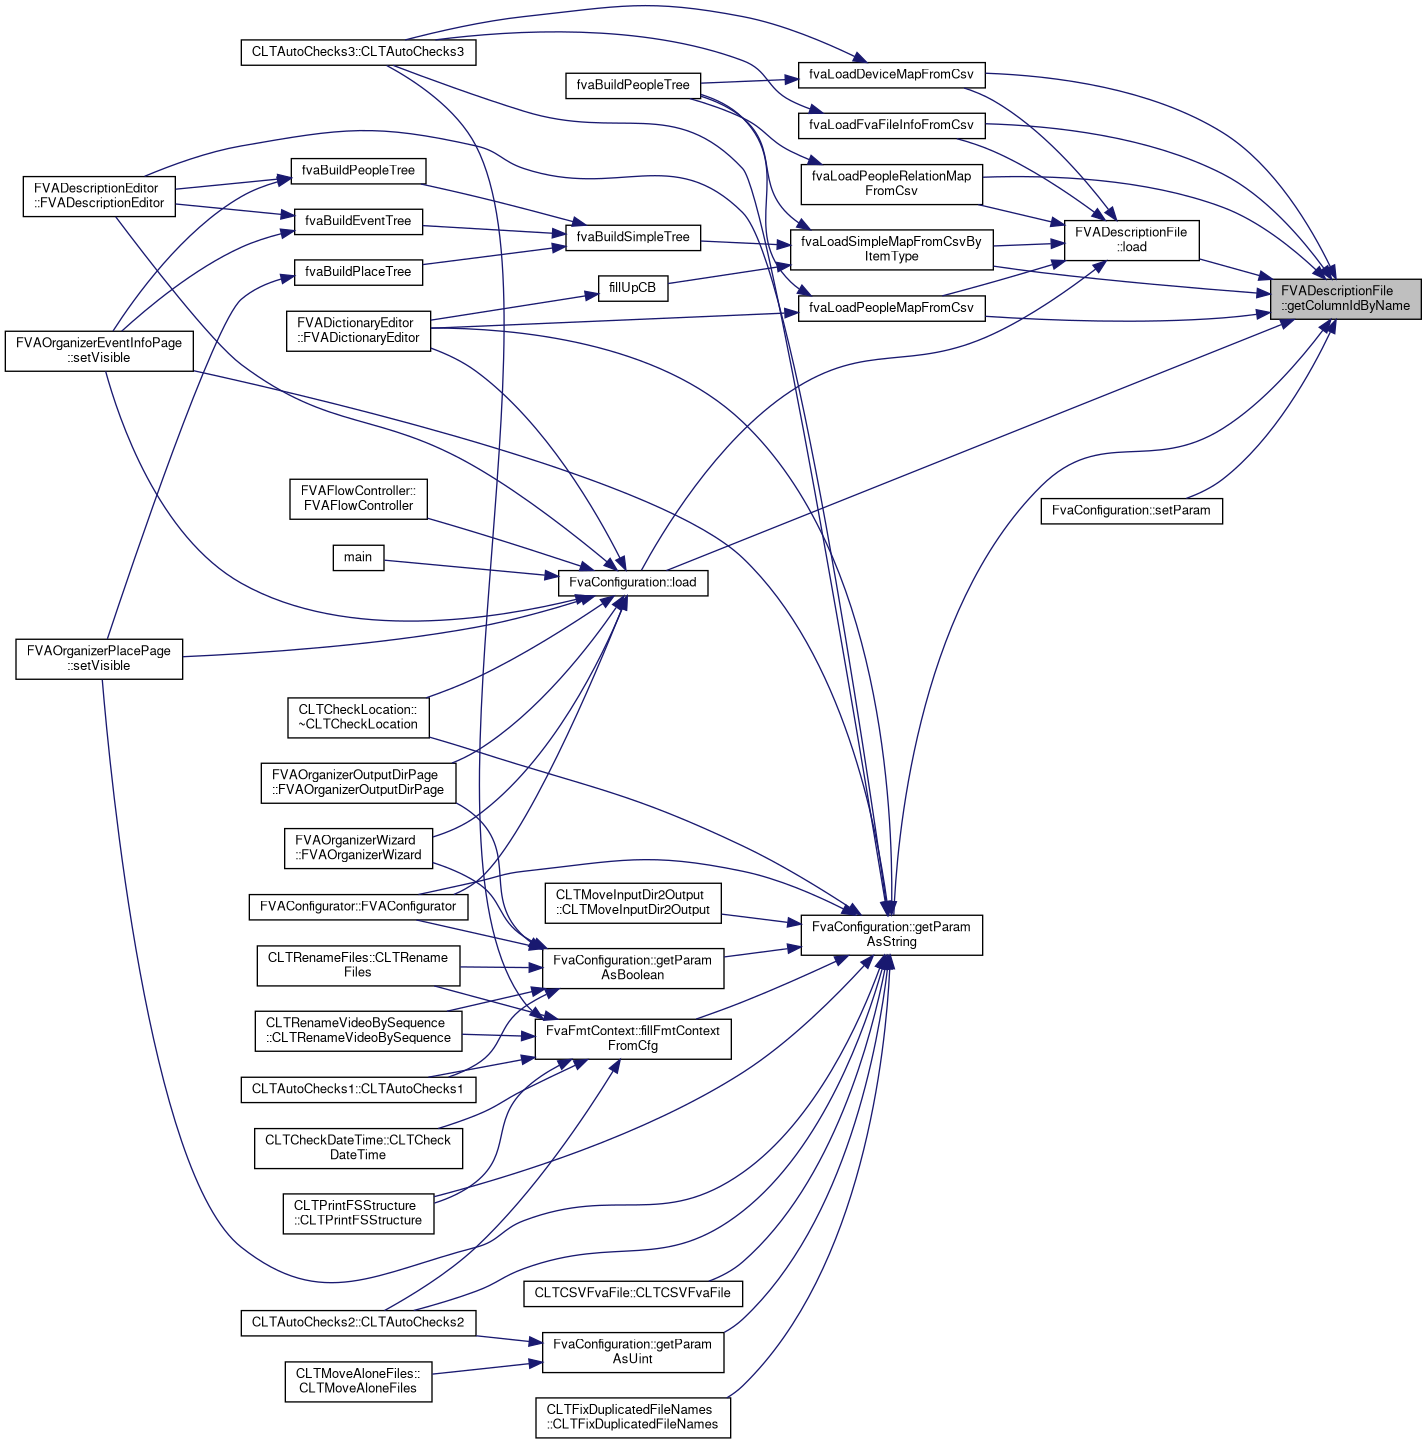 CLTAutoChecks3::CLTAutoChecks3
fvaBuildPeopleTree
fvaLoadDeviceMapFromCsv
fvaLoadFvaFileInfoFromCsv
fvaLoadPeopleRelationMap
FromCsv
fvaBuildPeopleTree
FVADescriptionEditor
::FVADescriptionEditor
fvaBuildEventTree
fvaBuildSimpleTree
fvaLoadSimpleMapFromCsvBy
ItemType
FVADescriptionFile
::load
fvaBuildPlaceTree
fillUpCB
FVADescriptionFile
::getColumnIdByName
fvaLoadPeopleMapFromCsv
FVADictionaryEditor
::FVADictionaryEditor
FVAOrganizerEventInfoPage
::setVisible
FVAFlowController::
FVAFlowController
FvaConfiguration::setParam
main
FvaConfiguration::load
FVAOrganizerPlacePage
::setVisible
CLTCheckLocation::
~CLTCheckLocation
FVAOrganizerOutputDirPage
::FVAOrganizerOutputDirPage
FVAOrganizerWizard
::FVAOrganizerWizard
FVAConfigurator::FVAConfigurator
CLTMoveInputDir2Output
::CLTMoveInputDir2Output
FvaConfiguration::getParam
AsString
CLTRenameFiles::CLTRename
Files
FvaConfiguration::getParam
AsBoolean
CLTRenameVideoBySequence
::CLTRenameVideoBySequence
FvaFmtContext::fillFmtContext
FromCfg
CLTAutoChecks1::CLTAutoChecks1
CLTCheckDateTime::CLTCheck
DateTime
CLTPrintFSStructure
::CLTPrintFSStructure
CLTCSVFvaFile::CLTCSVFvaFile
CLTAutoChecks2::CLTAutoChecks2
FvaConfiguration::getParam
AsUint
CLTMoveAloneFiles::
CLTMoveAloneFiles
CLTFixDuplicatedFileNames
::CLTFixDuplicatedFileNames